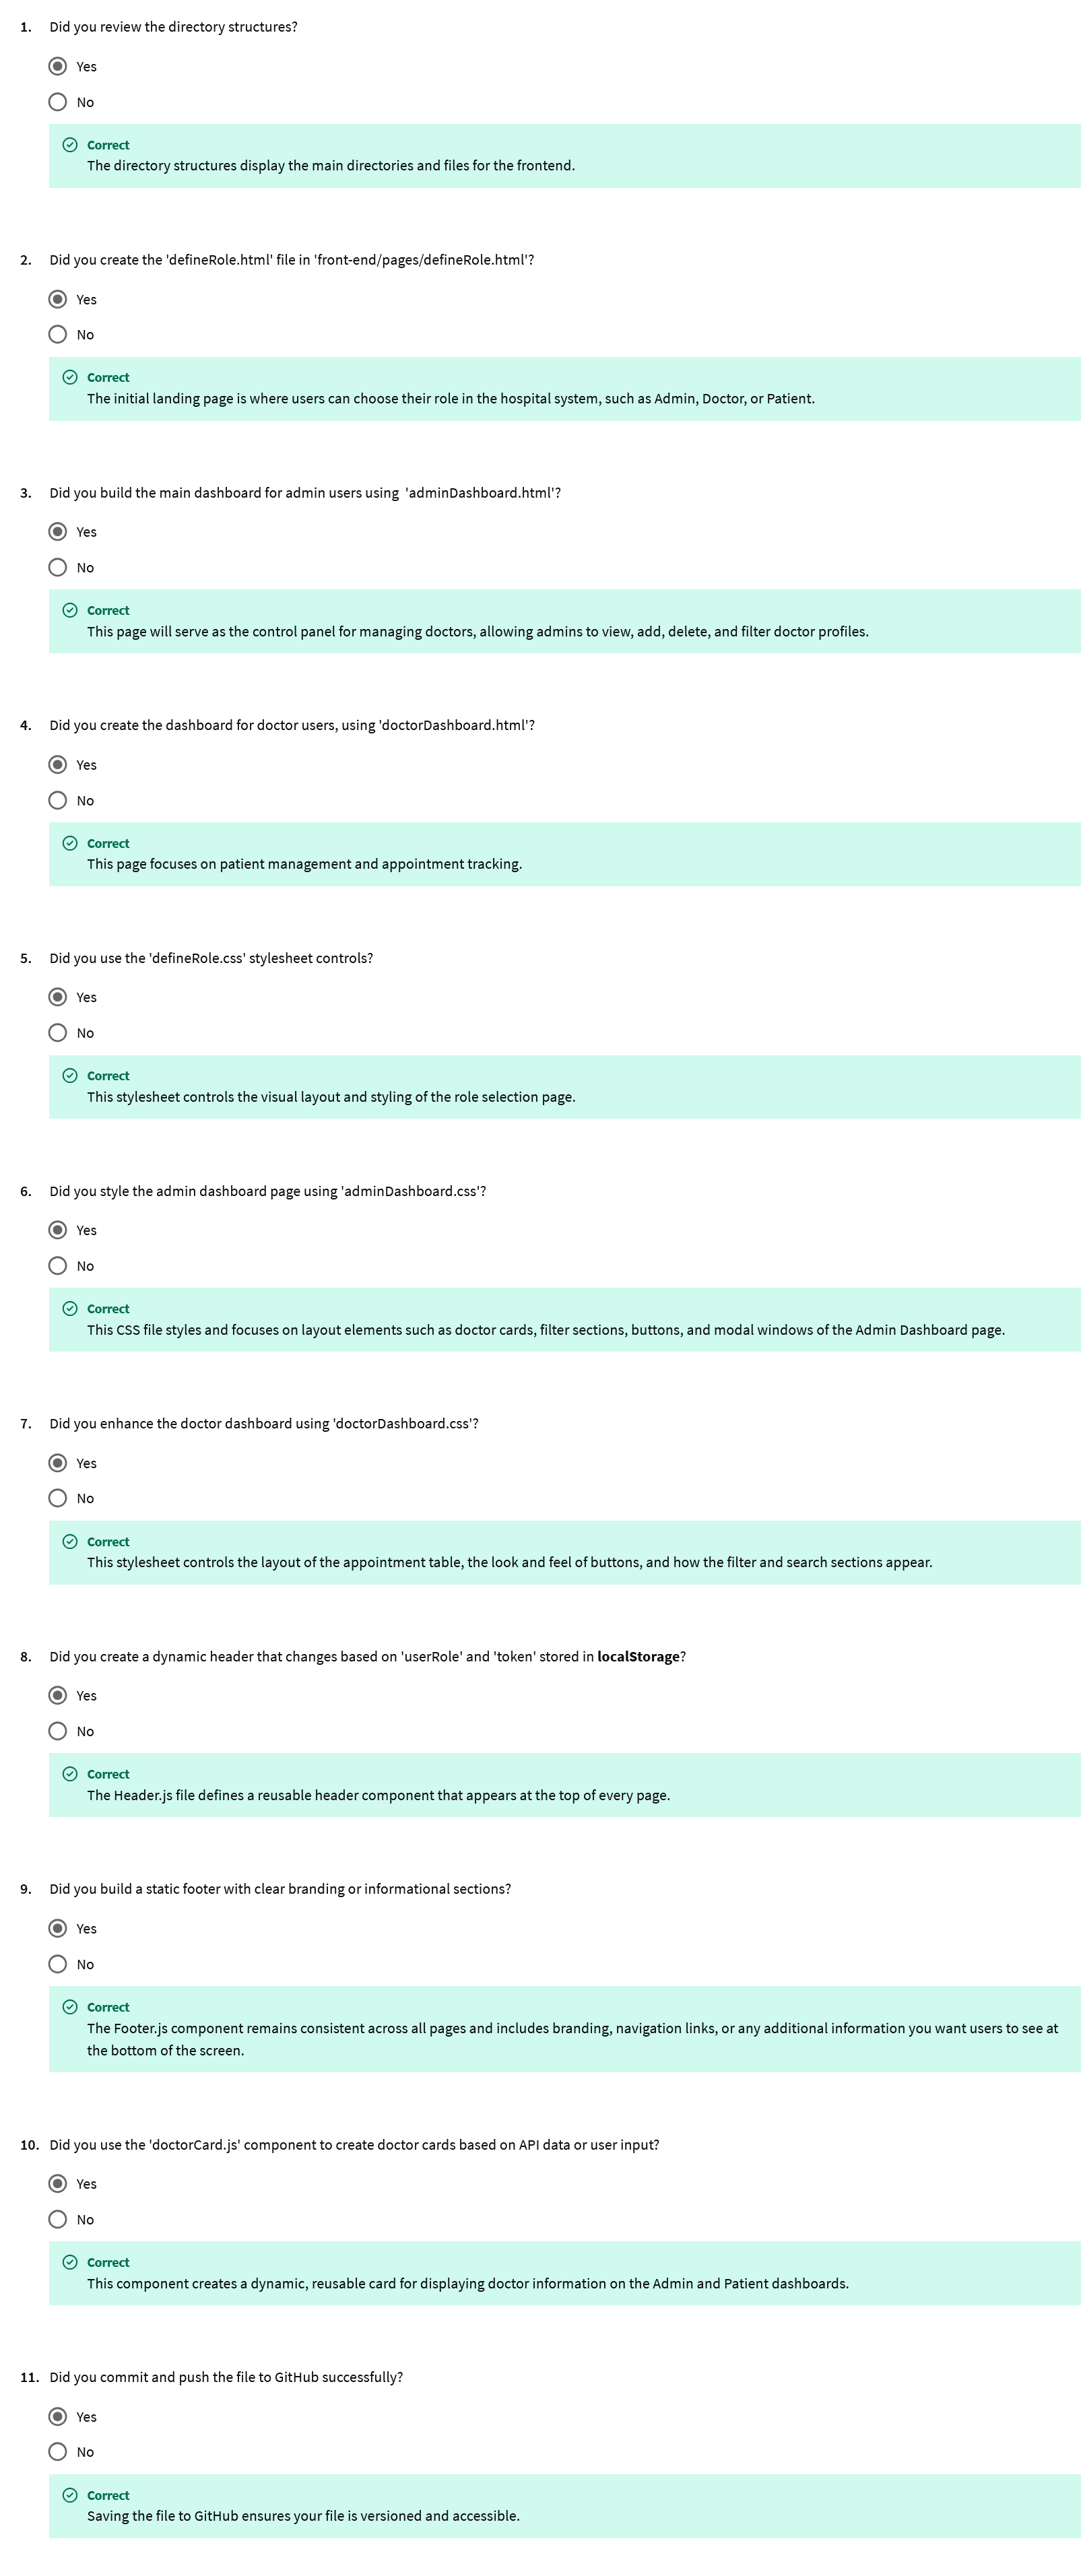 1. Did you review the directory structures?
Yes
No
Correct
The directory structures display the main directories and files for the frontend.
2. Did you create the 'defineRole.html' file in 'front-end/pages/defineRole.html'?
Yes
No
Correct
The initial landing page is where users can choose their role in the hospital system, such as Admin, Doctor, or Patient.
3. Did you build the main dashboard for admin users using 'adminDashboard.html'?
Yes
No
Correct
This page will serve as the control panel for managing doctors, allowing admins to view, add, delete, and filter doctor profiles.
4. Did you create the dashboard for doctor users, using 'doctorDashboard.html'?
Yes
No
Correct
This page focuses on patient management and appointment tracking.
5. Did you use the 'defineRole.css' stylesheet controls?
Yes
No
Correct
This stylesheet controls the visual layout and styling of the role selection page.
6. Did you style the admin dashboard page using 'adminDashboard.css'?
Yes
No
Correct
This CSS file styles and focuses on layout elements such as doctor cards, filter sections, buttons, and modal windows of the Admin Dashboard page.
7. Did you enhance the doctor dashboard using 'doctorDashboard.css'?
Yes
No
Correct
This stylesheet controls the layout of the appointment table, the look and feel of buttons, and how the filter and search sections appear.
8. Did you create a dynamic header that changes based on 'userRole' and 'token' stored in localStorage?
Yes
No
Correct
The Header.js file defines a reusable header component that appears at the top of every page.
9. Did you build a static footer with clear branding or informational sections?
Yes
No
Correct
The Footer.js component remains consistent across all pages and includes branding, navigation links, or any additional information you want users to see at
the bottom of the screen.
10. Did you use the 'doctorCard.js' component to create doctor cards based on API data or user input?
Yes
No
Correct
This component creates a dynamic, reusable card for displaying doctor information on the Admin and Patient dashboards.
11. Did you commit and push the file to GitHub successfully?
Yes
No
Correct
Saving the file to GitHub ensures your file is versioned and accessible.